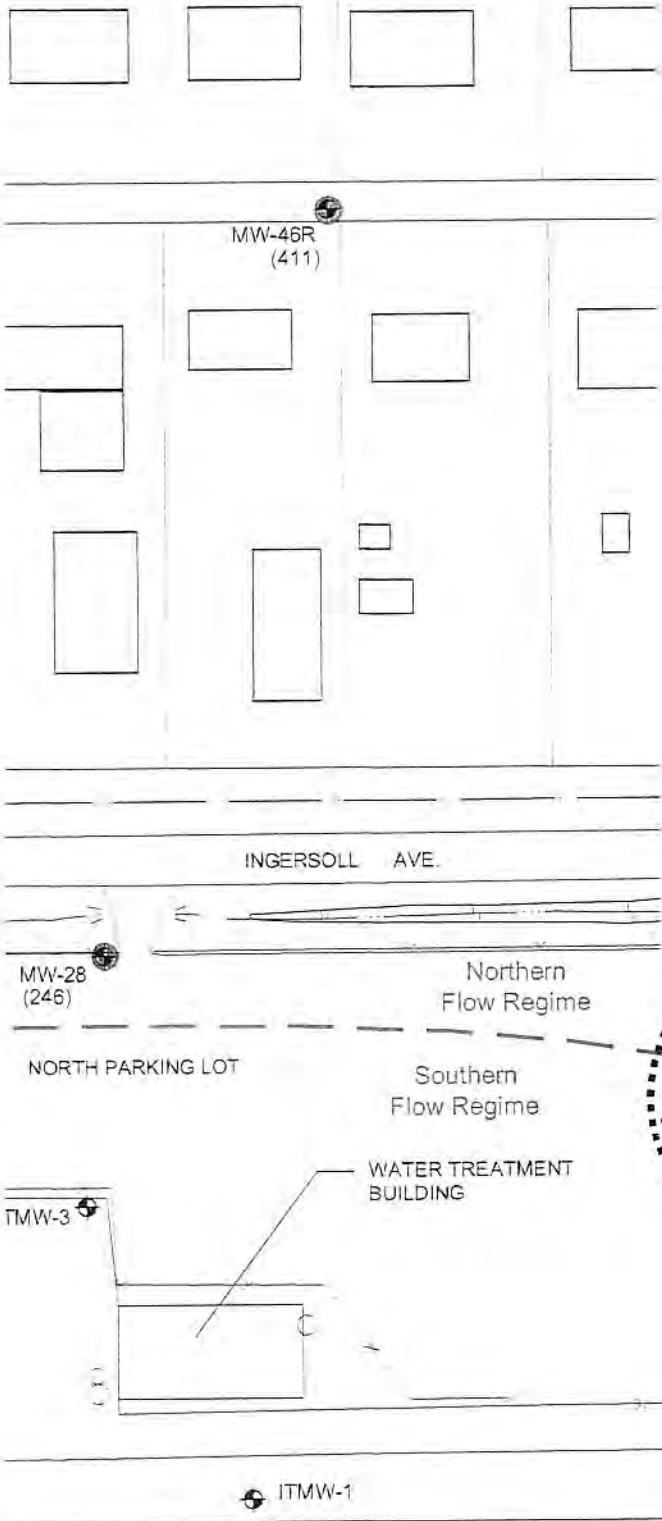 MW-46R
(411)
INGERSOLL AVE.
MW-28
(246)
Northern
Flow Regime
NORTH PARKING LOT
Southern
Flow Regime
WATER TREATMENT
BUILDING
TMW-3
ITMW-1